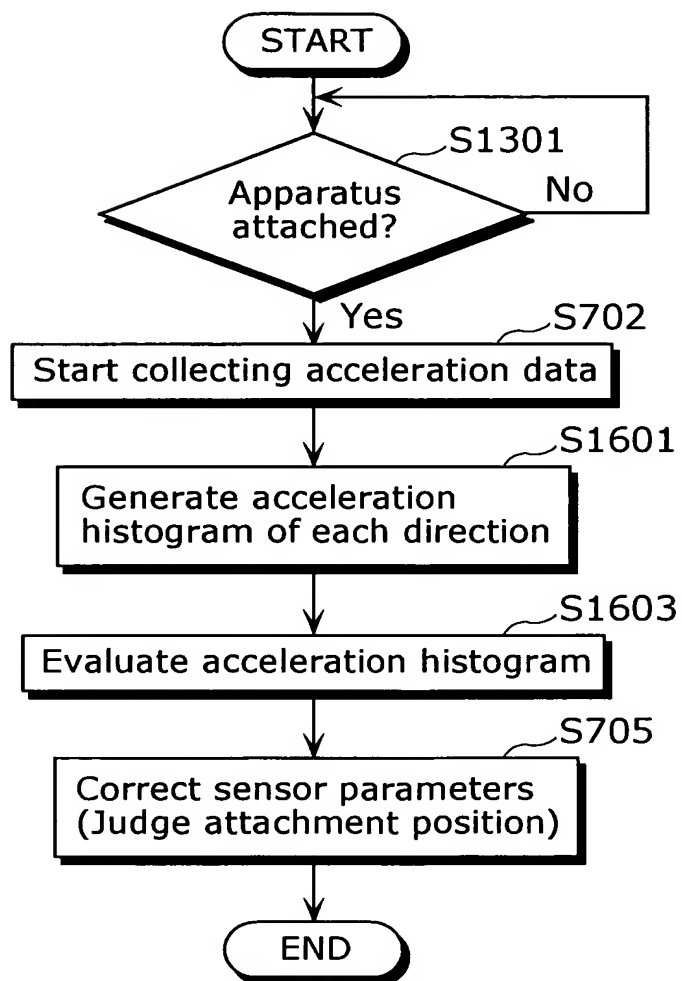 START
S1301
Apparatus
attached?
No
Yes
S702
Start collecting acceleration data
S1601
Generate acceleration
histogram of each direction
S1603
Evaluate acceleration histogram
S705
Correct sensor parameters
(Judge attachment position)
END